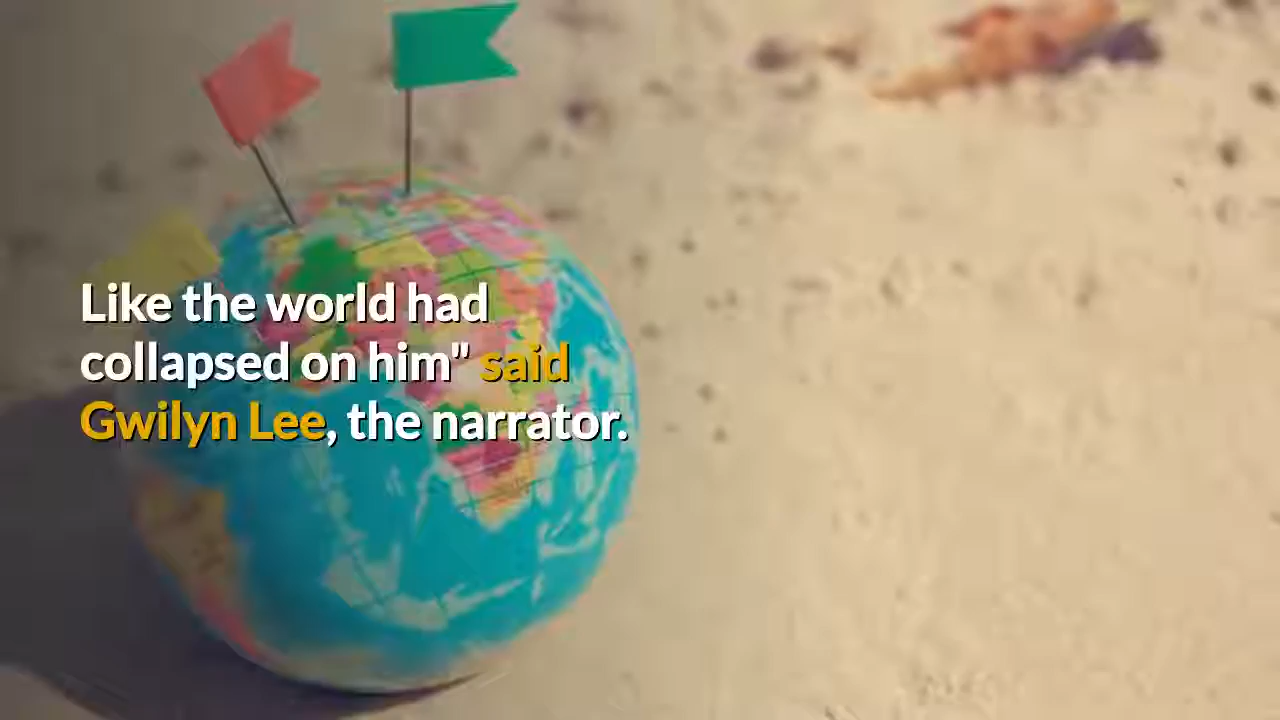 Like the world had
collapsed on him" said
Gwilyn Lee, the narrator.